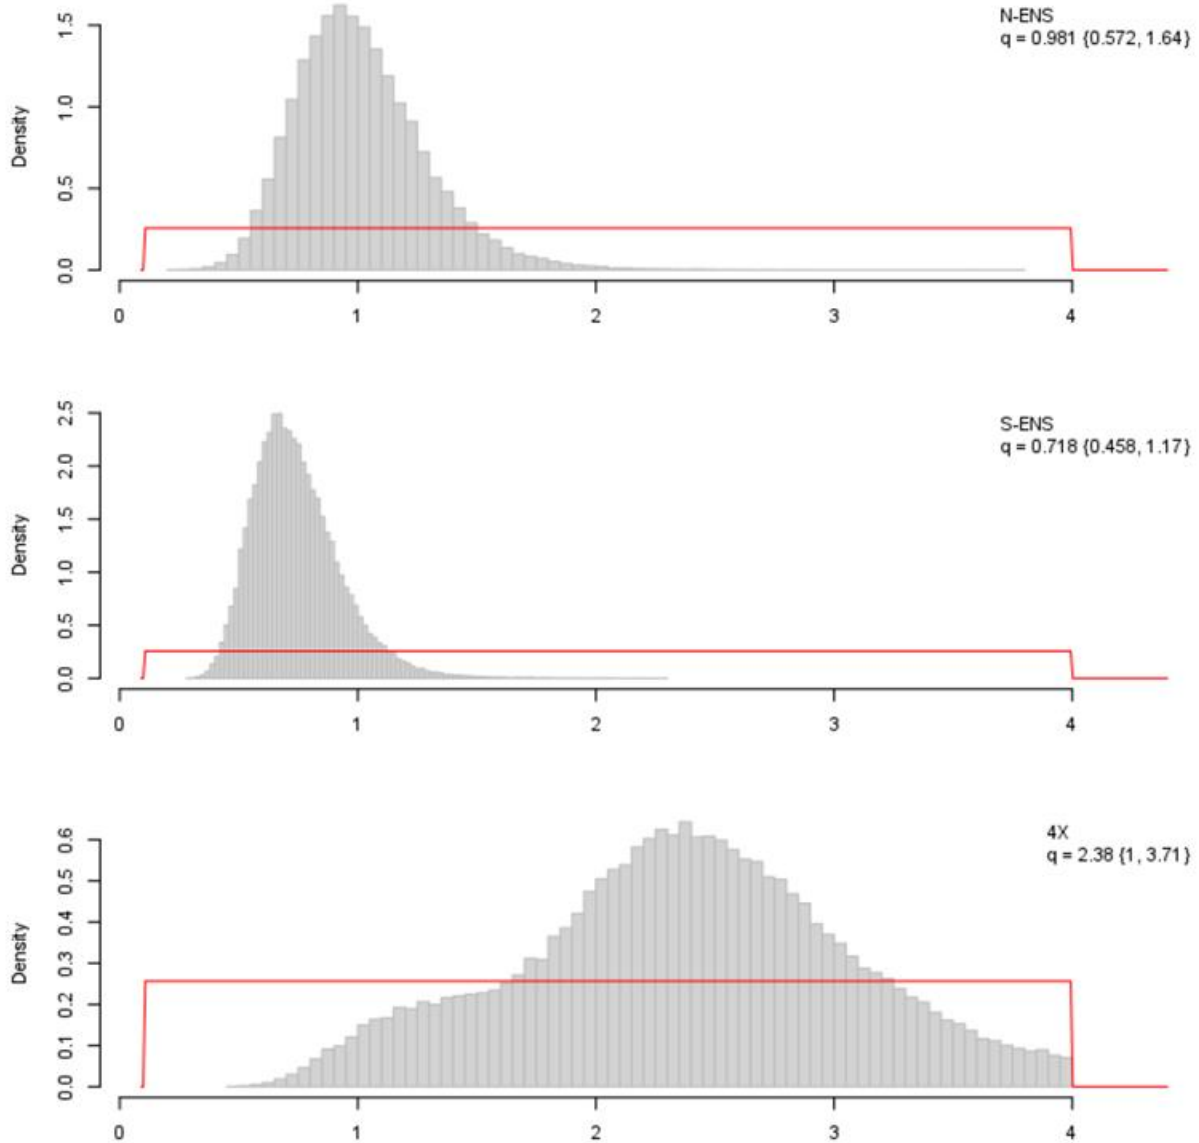 N-ENS
q = 0.981 {0.572, 1.64}
Density
1.5
1.0
0.5
0.0
0 1 2 3 4
S-ENS
q = 0.718 {0.458, 1.17}
Density
2.5
2.0
1.5
1.0
0.5
0.0
0 1 2 3 4
4X
q = 2.38 {1, 3.71}
Density
0.6
0.5
0.4
0.3
0.2
0.1
0.0
0 1 2 3 4